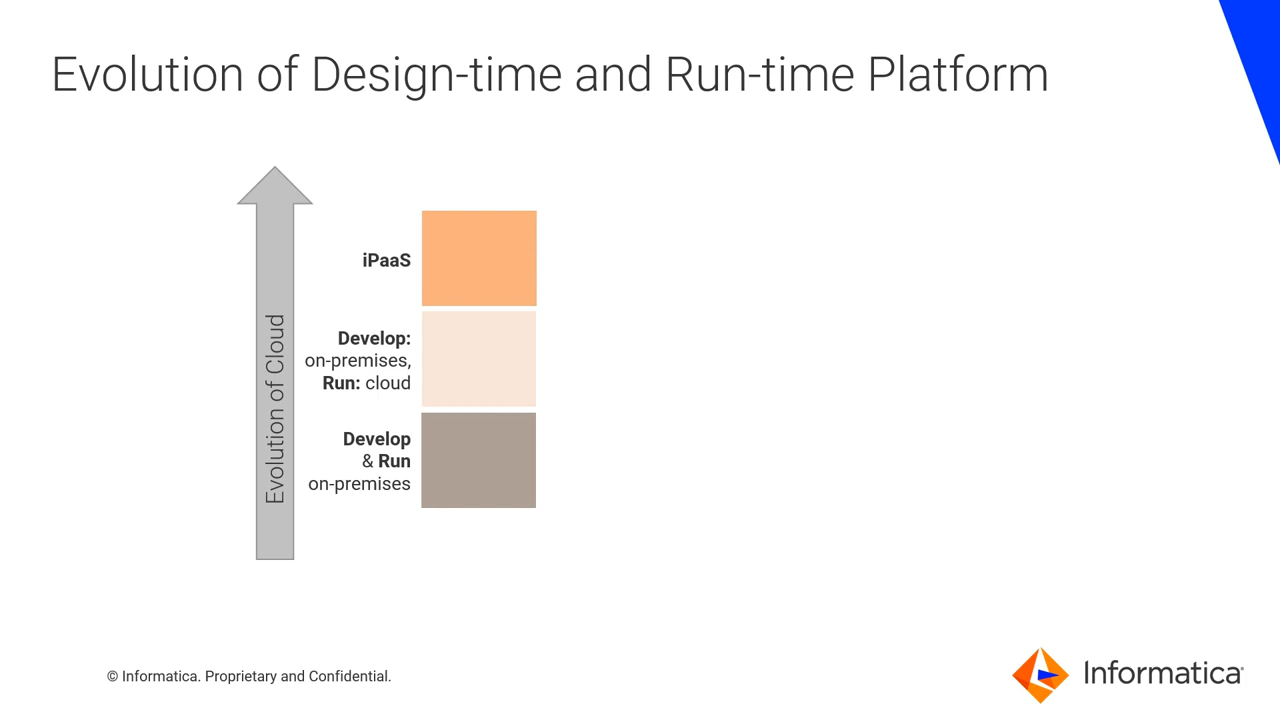 Evolution of Design-time and Run-time Platform
Evolution of Cloud
iPaaS
Develop:
on-premises,
Run: cloud
Develop
& Run
on-premises
© Informatica. Proprietary and Confidential.
Informatica®